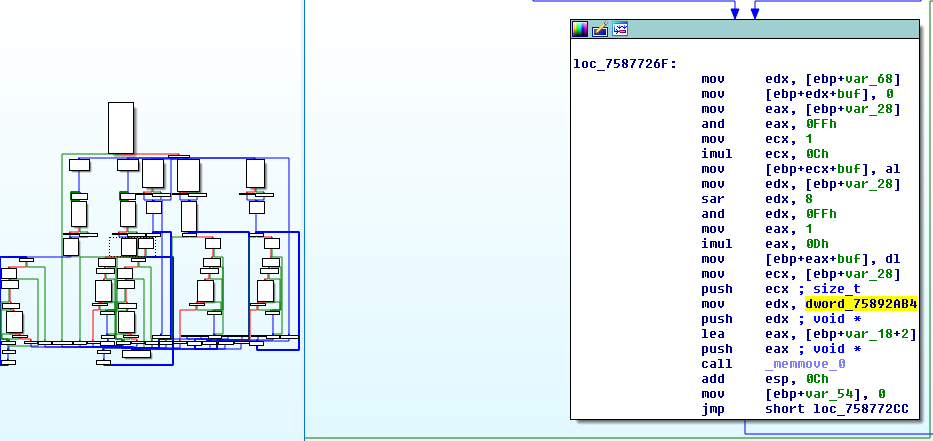 loc_7587726F:
mov edx, [ebp+var_68]
mov [ebp+edx+buf], 0
mov eax, [ebp+var_28]
and eax, 0FFh
mov ecx, 1
imul ecx, 0Ch
mov [ebp+ecx+buf], al
mov edx, [ebp+var_28]
sar edx, 8
and edx, 0FFh
mov eax, 1
imul eax, 0Dh
mov [ebp+eax+buf], dl
mov ecx, [ebp+var_28]
push ecx ; size_t
mov edx, dword_75892AB4
push edx ; void *
lea eax, [ebp+var_18+2]
push eax ; void *
call _memmove_0
add esp, 0Ch
mov [ebp+var_54], 0
jmp short loc_758772CC